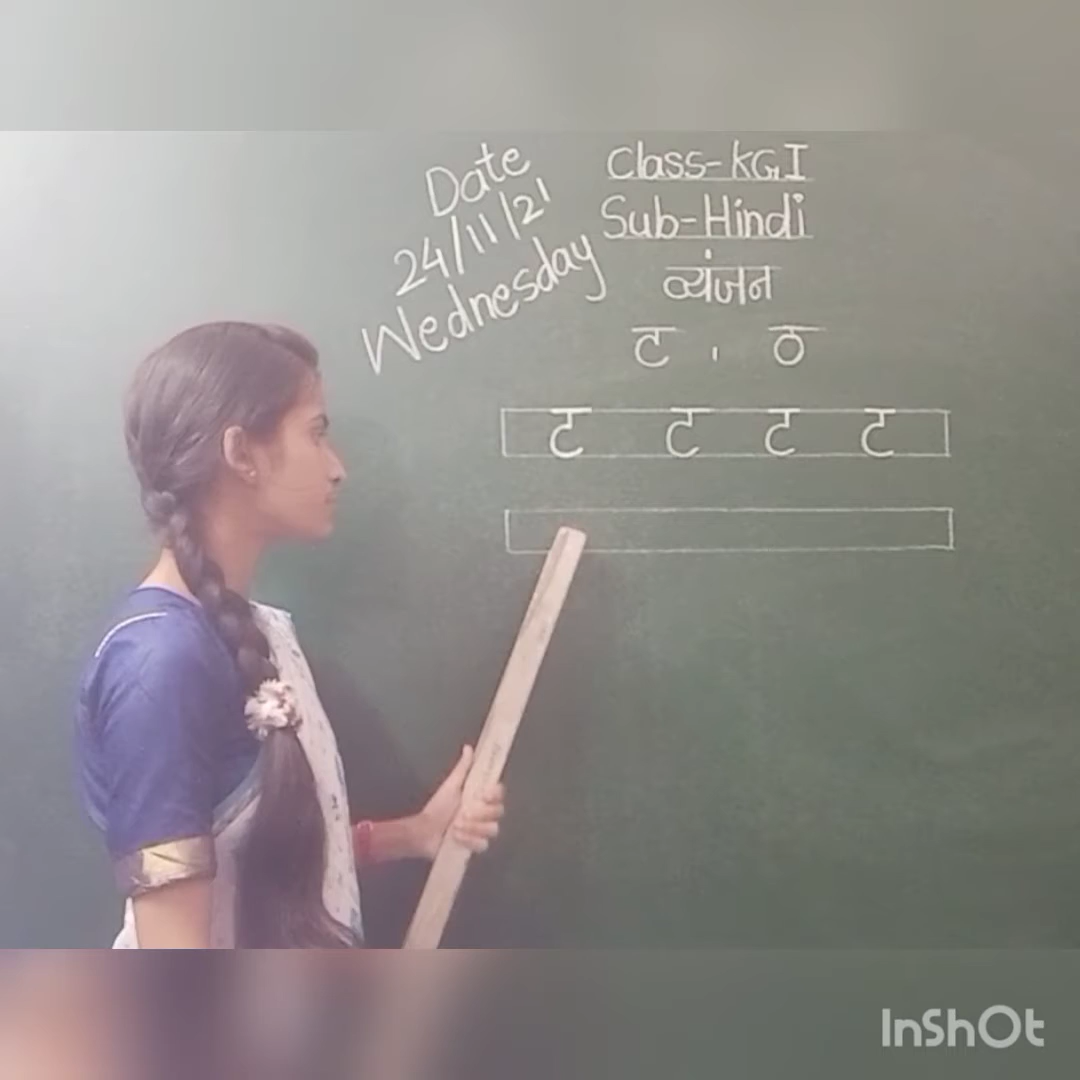 Date
24/11/21
Wednesday
Class-KG I
Sub-Hindi
व्यंजन
ट , ठ
ट ट ट ट
InShOt